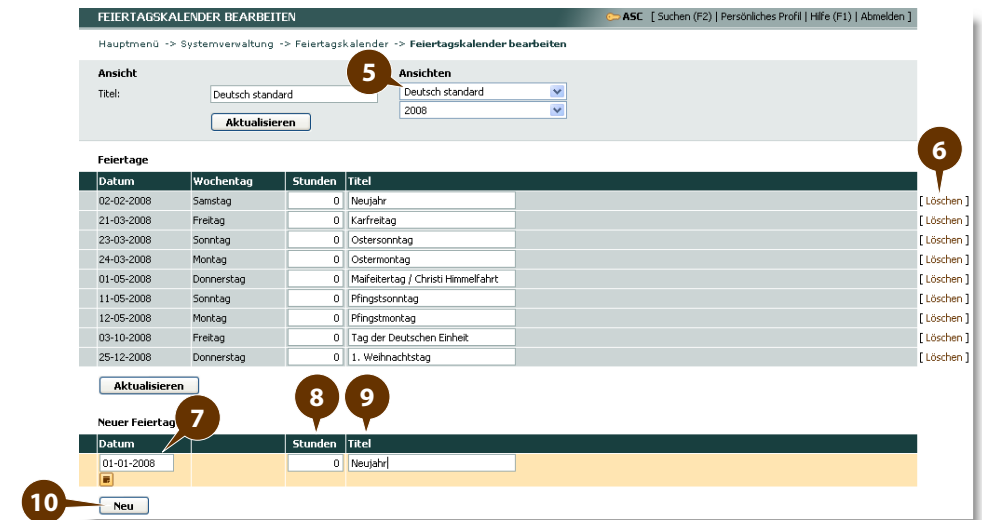 FEIERTAGSKALENDER BEARBEITEN ASC [ Suchen (F2) | Persönliches Profil | Hilfe (F1) | Abmelden ]
Hauptmenü -> Systemverwaltung -> Feiertagskalender -> Feiertagskalender bearbeiten
Ansicht 5 Ansichten
Titel: Deutsch standard Deutsch standard
2008
Aktualisieren
6
Feiertage
Datum Wochentag Stunden Titel
02-02-2008 Samstag 0 Neujahr [ Löschen ]
21-03-2008 Freitag 0 Karfreitag [ Löschen ]
23-03-2008 Sonntag 0 Ostersonntag [ Löschen ]
24-03-2008 Montag 0 Ostermontag [ Löschen ]
01-05-2008 Donnerstag 0 Maifeitertag / Christi Himmelfahrt [ Löschen ]
11-05-2008 Sonntag 0 Pfingstsonntag [ Löschen ]
12-05-2008 Montag 0 Pfingstmontag [ Löschen ]
03-10-2008 Freitag 0 Tag der Deutschen Einheit [ Löschen ]
25-12-2008 Donnerstag 0 1. Weihnachtstag [ Löschen ]
Aktualisieren
8 9
Neuer Feiertag 7
Datum Stunden Titel
01-01-2008 0 Neujahr
10 Neu